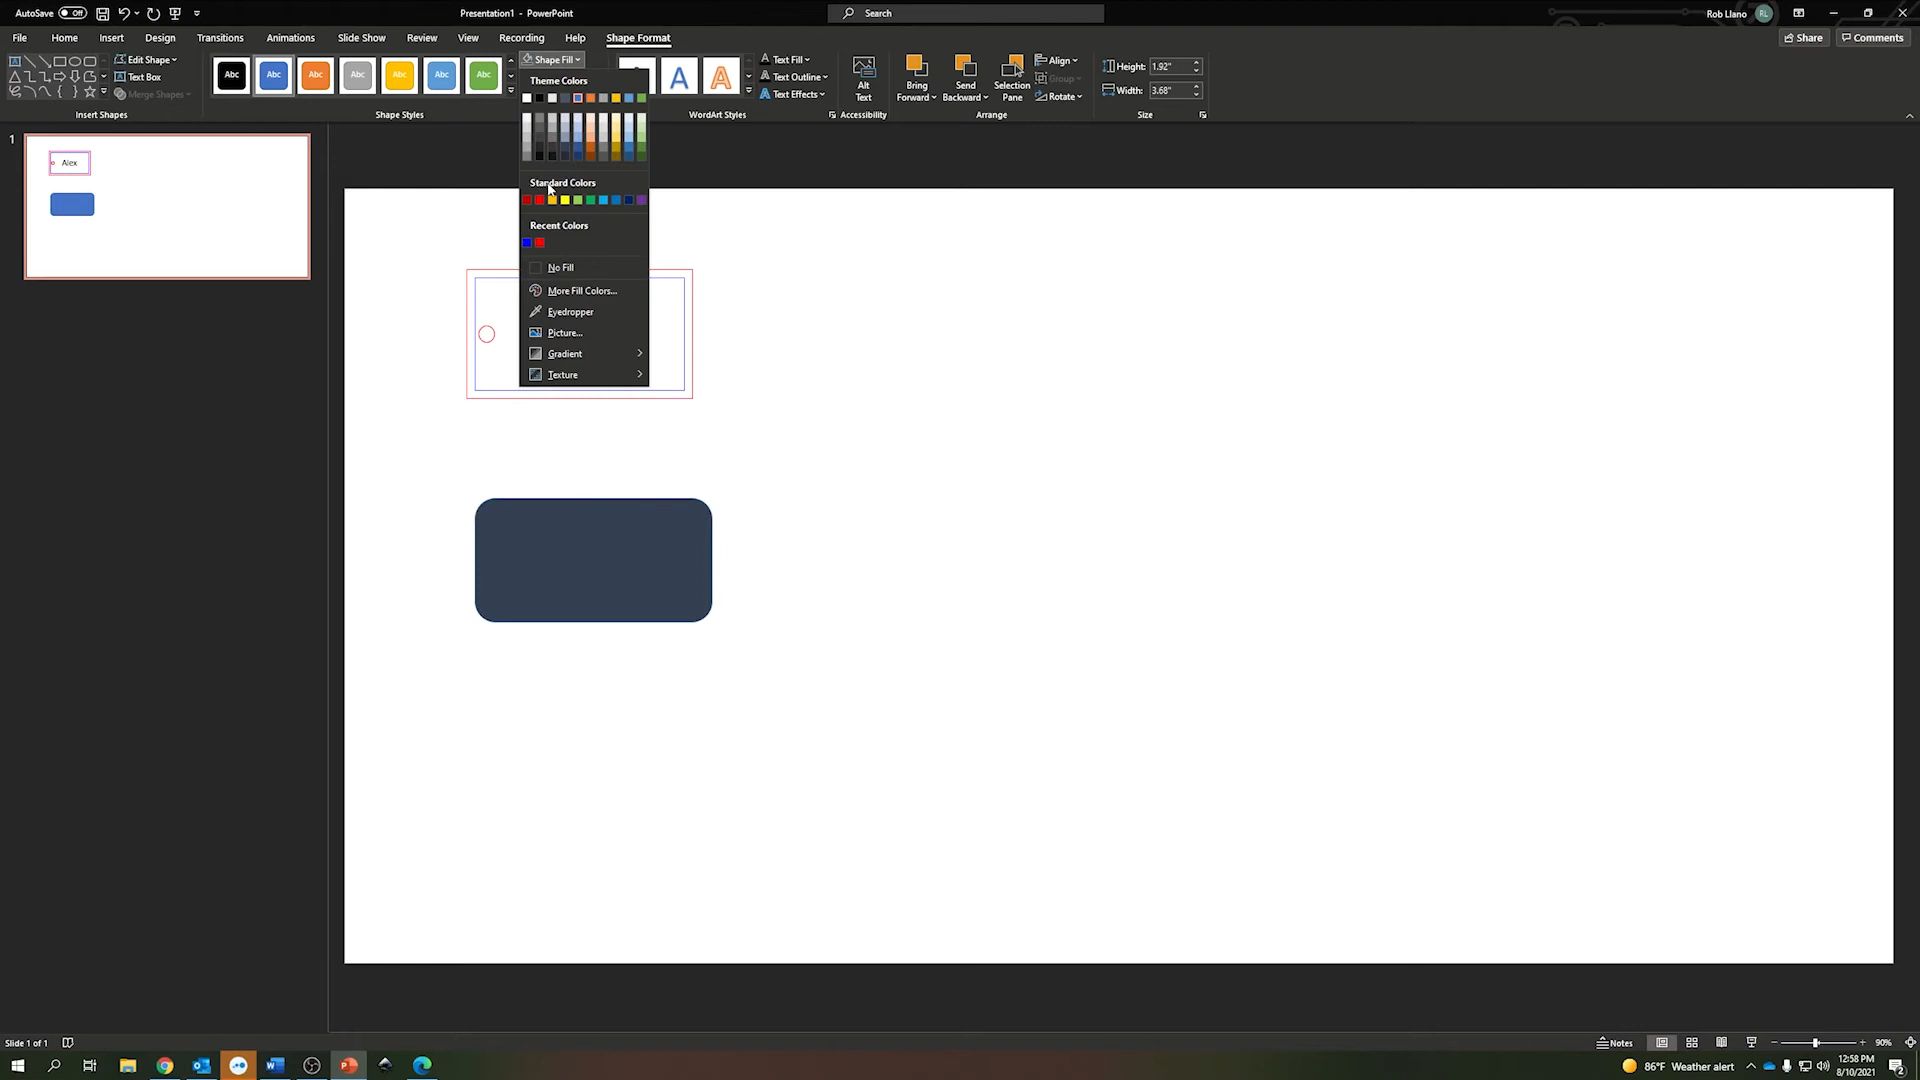 AutoSave Off
Presentation1 - PowerPoint
Search
Rob Llano RL
File Home Insert Design Transitions Animations Slide Show Review View Recording Help Shape Format
Share Comments
Edit Shape
Text Box
Merge Shapes
Insert Shapes
Abc Abc Abc Abc Abc Abc Abc
Shape Styles
Shape Fill
Theme Colors
Standard Colors
Recent Colors
No Fill
More Fill Colors...
Eyedropper
Picture...
Gradient
Texture
A A
Text Fill
Text Outline
Text Effects
WordArt Styles
Alt
Text
Accessibility
Bring
Forward
Send
Backward
Selection
Pane
Align
Group
Rotate
Arrange
Height: 1.92"
Width: 3.68"
Size
1
Alex
Slide 1 of 1
Notes
90%
86°F Weather alert
12:58 PM
8/10/2021
2